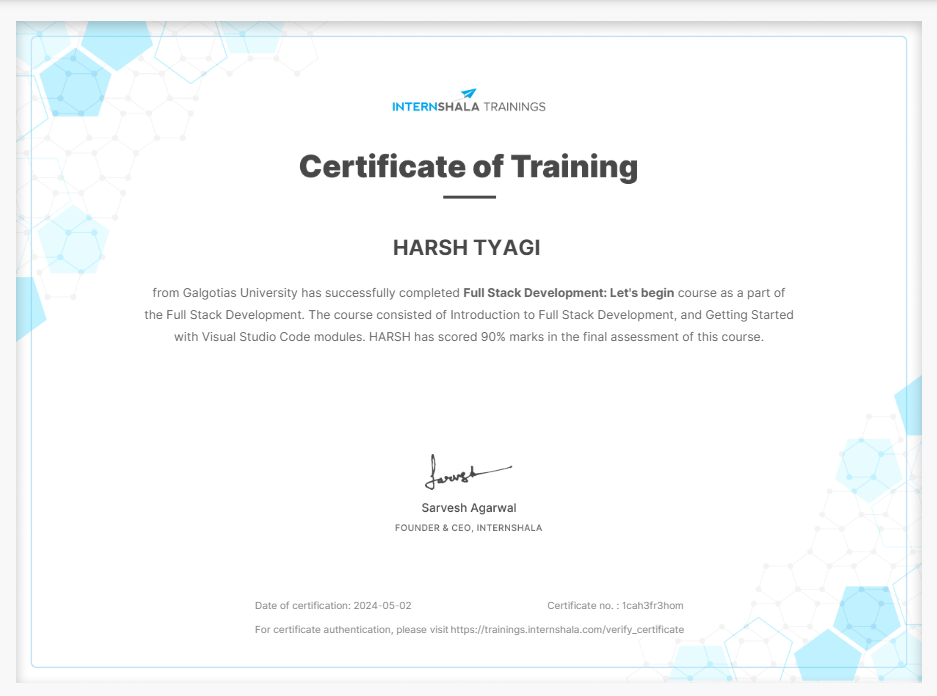 INTERNSHALA TRAININGS
Certificate of Training
HARSH TYAGI
from Galgotias University has successfully completed Full Stack Development: Let's begin course as a part of
the Full Stack Development. The course consisted of Introduction to Full Stack Development, and Getting Started
with Visual Studio Code modules. HARSH has scored 90% marks in the final assessment of this course.
Sarvesh Agarwal
FOUNDER & CEO, INTERNSHALA
Date of certification: 2024-05-02 Certificate no. : 1cah3fr3hom
For certificate authentication, please visit https://trainings.internshala.com/verify_certificate